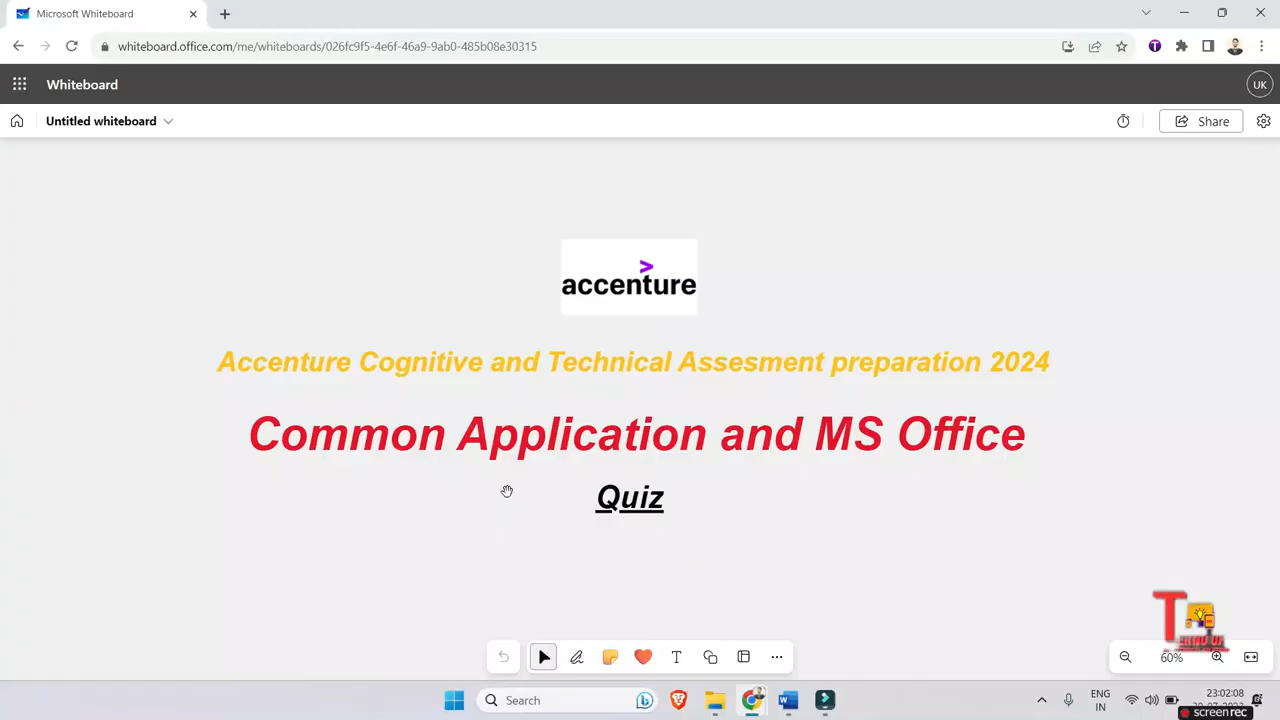 Microsoft Whiteboard
whiteboard.office.com/me/whiteboards/026fc9f5-4e6f-46a9-9ab0-485b08e30315
Whiteboard
UK
Untitled whiteboard
Share
accenture
Accenture Cognitive and Technical Assesment preparation 2024
Common Application and MS Office
Quiz
60%
Search
ENG
IN
23:02:08
screenrec